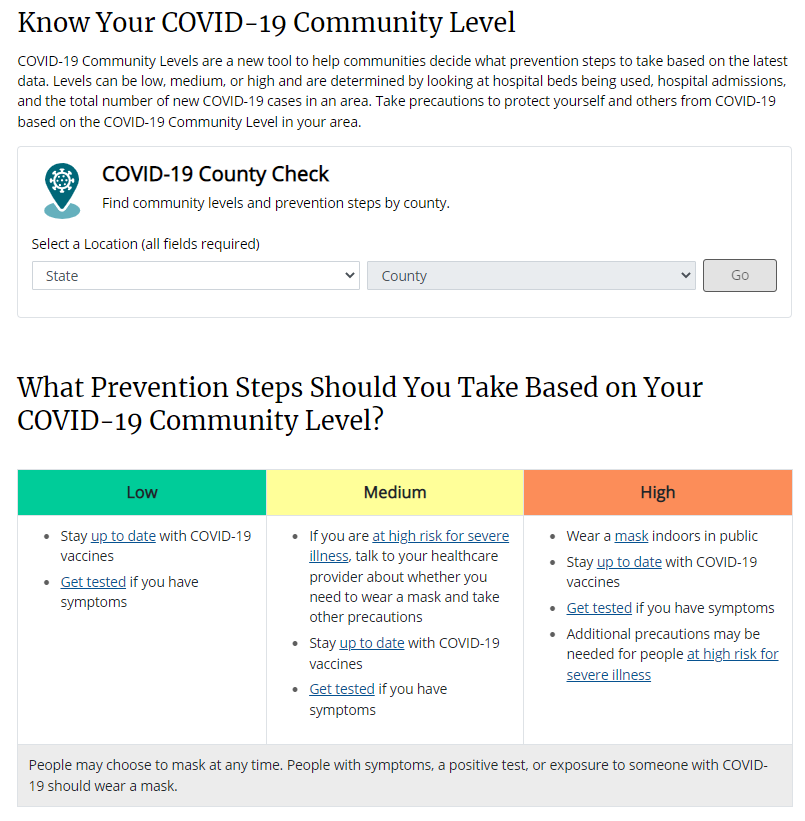 Know Your COVID-19 Community Level
COVID-19 Community Levels are a new tool to help communities decide what prevention steps to take based on the latest
data. Levels can be low, medium, or high and are determined by looking at hospital beds being used, hospital admissions,
and the total number of new COVID-19 cases in an area. Take precautions to protect yourself and others from COVID-19
based on the COVID-19 Community Level in your area.
COVID-19 County Check
Find community levels and prevention steps by county.
Select a Location (all fields required)
State County Go
What Prevention Steps Should You Take Based on Your
COVID-19 Community Level?
Low
• Stay up to date with COVID-19
vaccines
• Get tested if you have
symptoms
Medium
• If you are at high risk for severe
illness, talk to your healthcare
provider about whether you
need to wear a mask and take
other precautions
• Stay up to date with COVID-19
vaccines
• Get tested if you have
symptoms
High
• Wear a mask indoors in public
• Stay up to date with COVID-19
vaccines
• Get tested if you have symptoms
• Additional precautions may be
needed for people at high risk for
severe illness
People may choose to mask at any time. People with symptoms, a positive test, or exposure to someone with COVID-
19 should wear a mask.